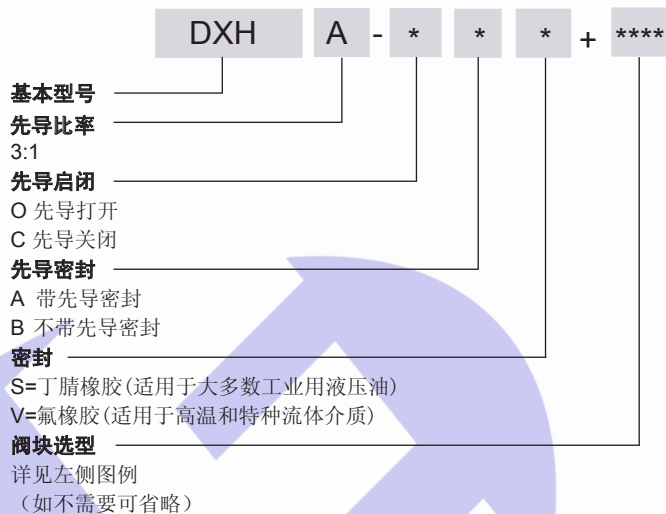 DXH A - * * * + ****
基本型号
先导比率
3:1
先导启闭
O 先导打开
C 先导关闭
先导密封
A 带先导密封
B 不带先导密封
密封
S=丁腈橡胶(适用于大多数工业用液压油)
V=氟橡胶(适用于高温和特种流体介质)
阀块选型
详见左侧图例
（如不需要可省略）